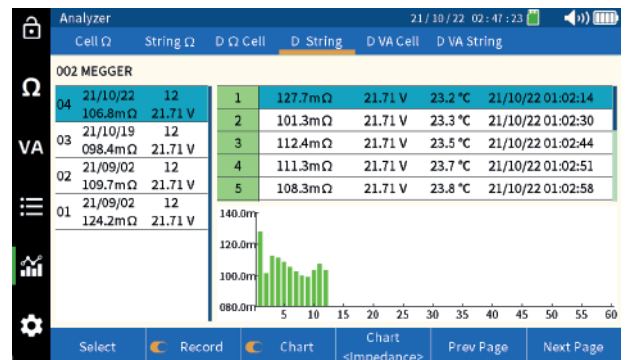 Analyzer 21/10/22 02:47:23
Cell Ω String Ω D Ω Cell D String D VA Cell D VA String
002 MEGGER
Ω
VA
04 21/10/22 12
106.8mΩ 21.71 V
03 21/10/19 12
098.4mΩ 21.71 V
02 21/09/02 12
109.7mΩ 21.71 V
01 21/09/02 12
124.2mΩ 21.71 V
1 127.7mΩ 21.71 V 23.2 ℃ 21/10/22 01:02:14
2 101.3mΩ 21.71 V 23.3 ℃ 21/10/22 01:02:30
3 112.4mΩ 21.71 V 23.5 ℃ 21/10/22 01:02:44
4 111.3mΩ 21.71 V 23.7 ℃ 21/10/22 01:02:51
5 108.3mΩ 21.71 V 23.8 ℃ 21/10/22 01:02:58
140.0m
120.0m
100.0m
080.0m
5 10 15 20 25 30 35 40 45 50 55 60
Select Record Chart Chart <Impedance> Prev Page Next Page